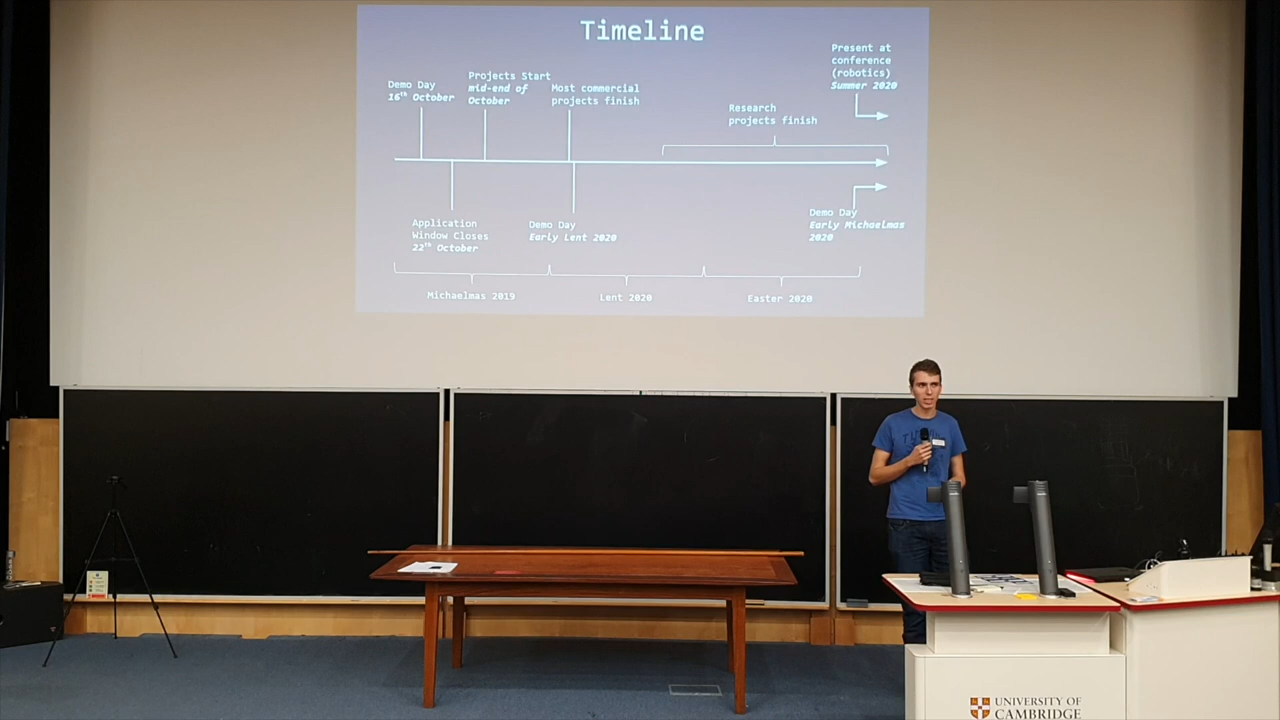 Timeline
Demo Day
16th October
Projects Start
mid-end of
October
Most commercial
projects finish
Research
projects finish
Present at
conference
(robotics)
Summer 2020
Application
Window Closes
22th October
Demo Day
Early Lent 2020
Demo Day
Early Michaelmas
2020
Michaelmas 2019
Lent 2020
Easter 2020
UNIVERSITY OF
CAMBRIDGE